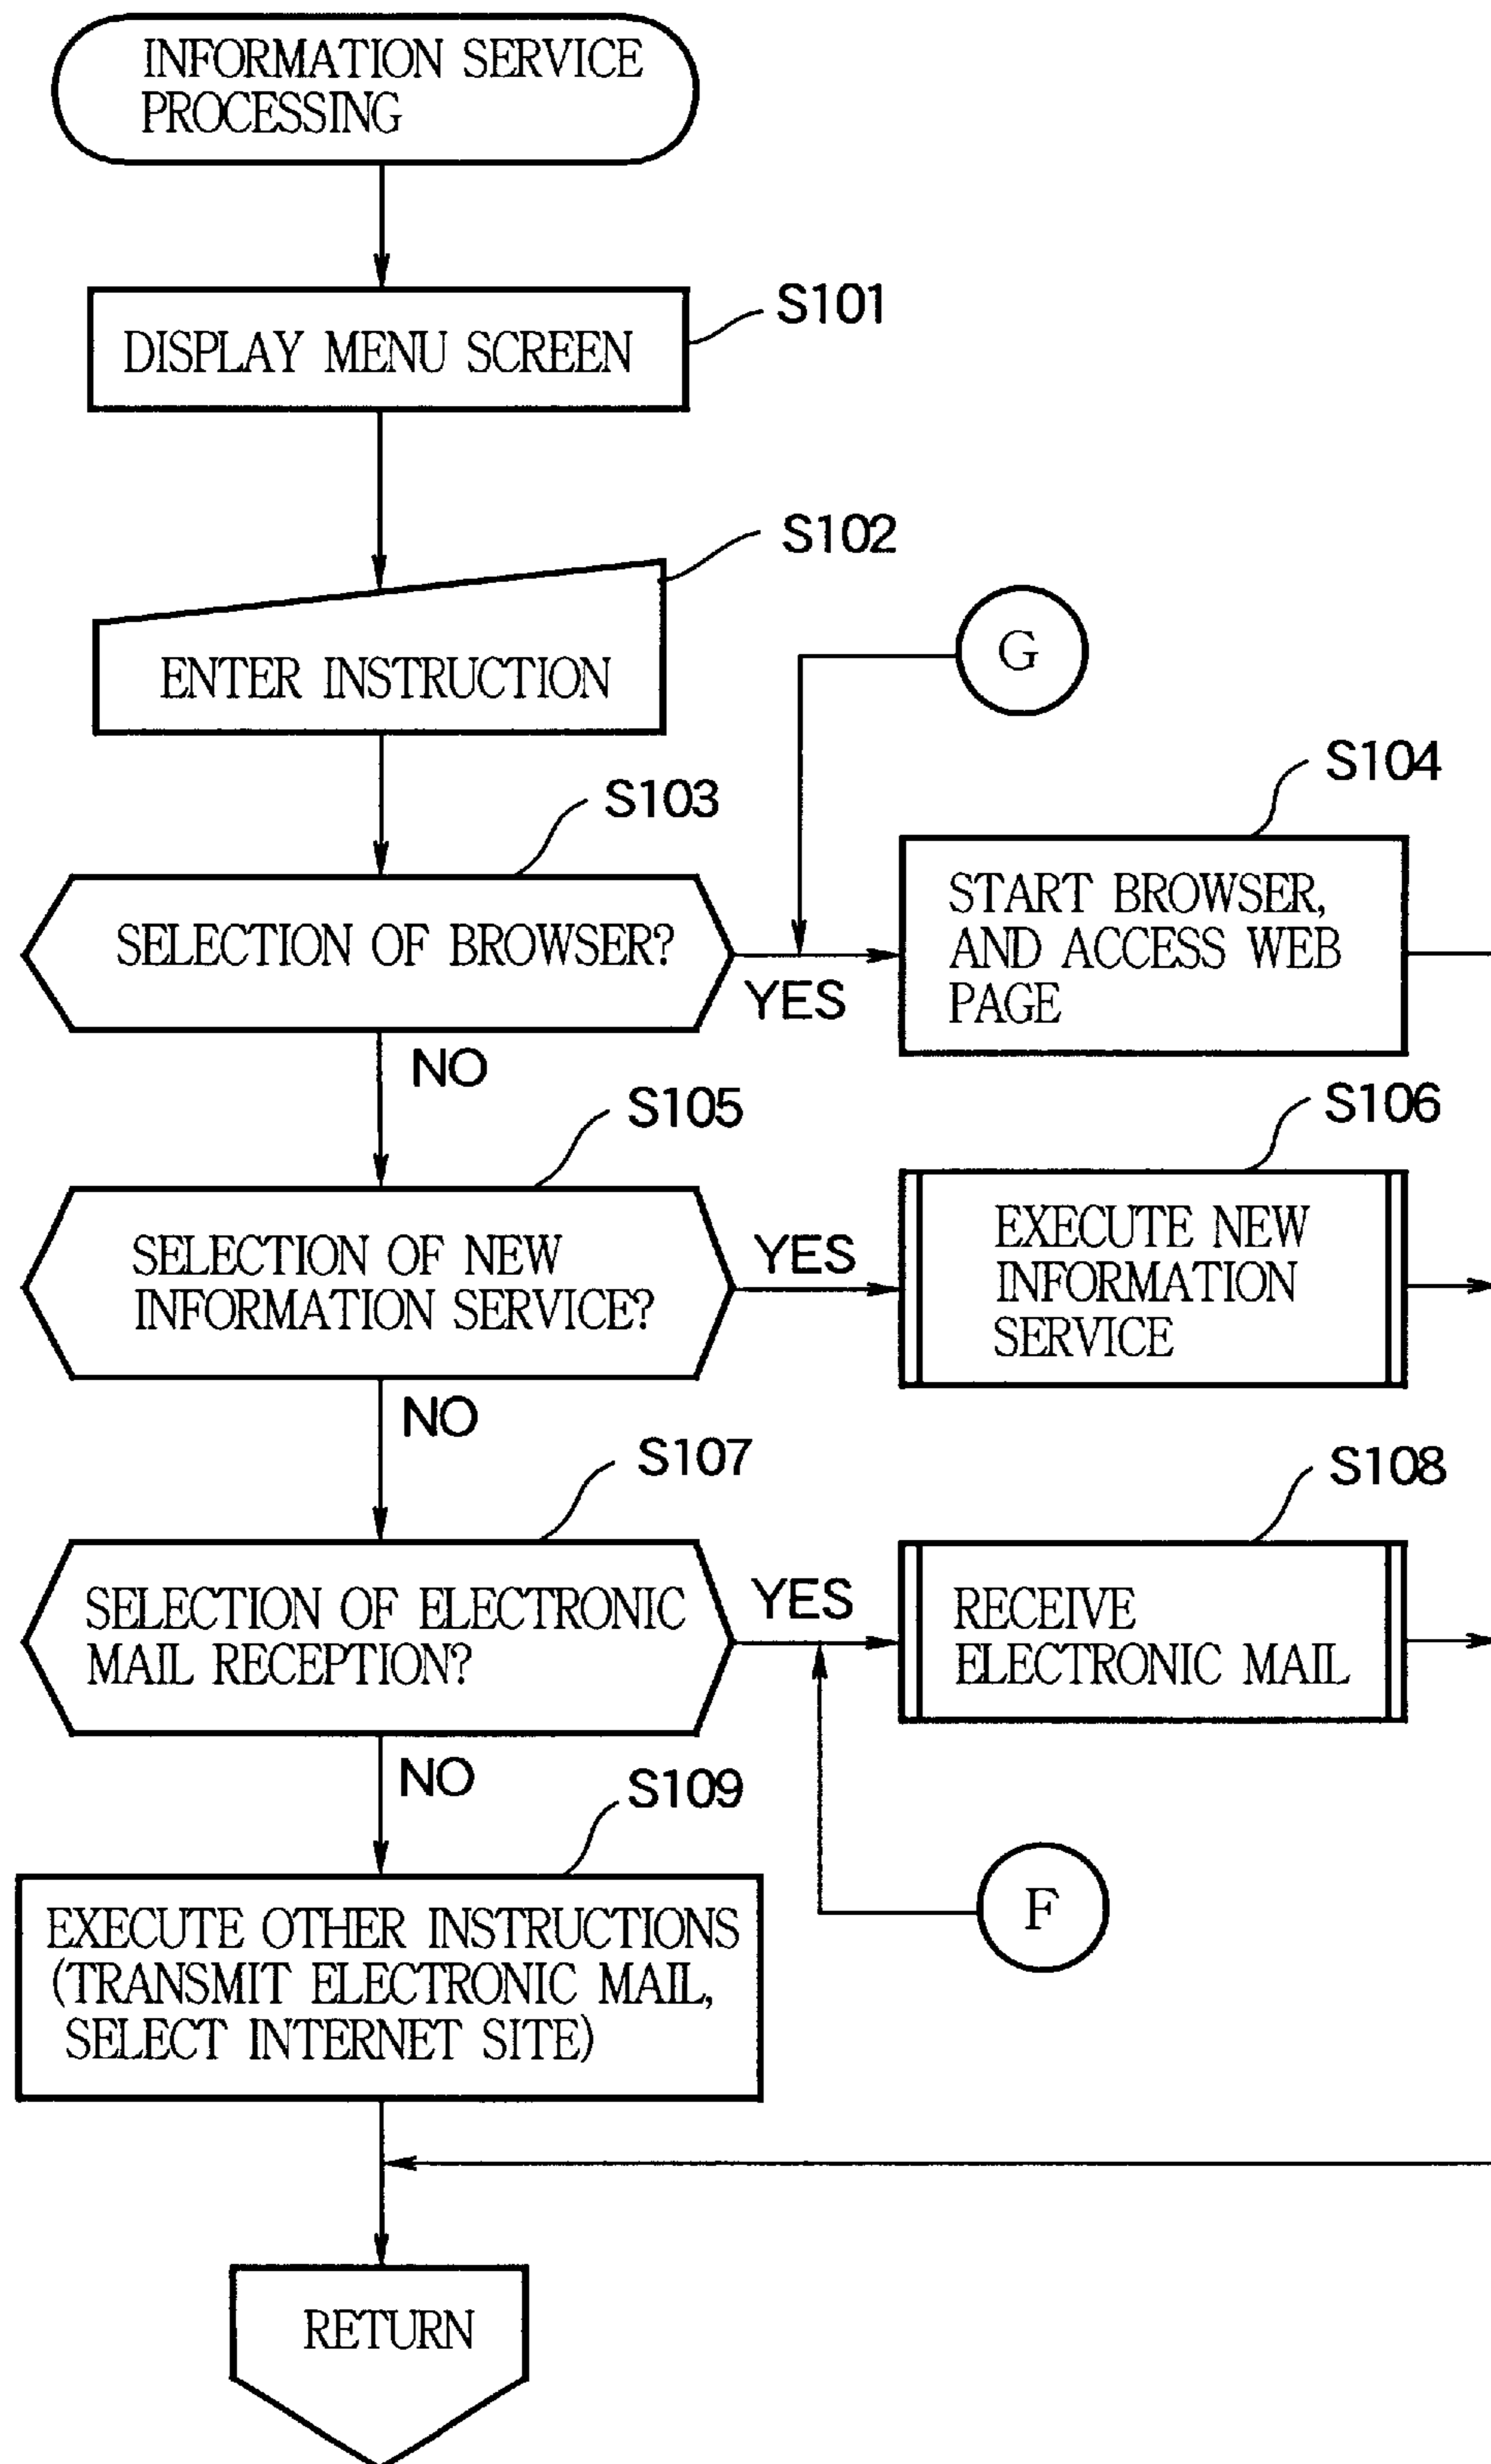 INFORMATION SERVICE
PROCESSING
S101
DISPLAY MENU SCREEN
S102
ENTER INSTRUCTION
G
S103
SELECTION OF BROWSER?
YES
NO
S104
START BROWSER,
AND ACCESS WEB
PAGE
S105
SELECTION OF NEW
INFORMATION SERVICE?
YES
NO
S106
EXECUTE NEW
INFORMATION
SERVICE
S107
SELECTION OF ELECTRONIC
MAIL RECEPTION?
YES
NO
S108
RECEIVE
ELECTRONIC MAIL
F
S109
EXECUTE OTHER INSTRUCTIONS
(TRANSMIT ELECTRONIC MAIL,
SELECT INTERNET SITE)
RETURN